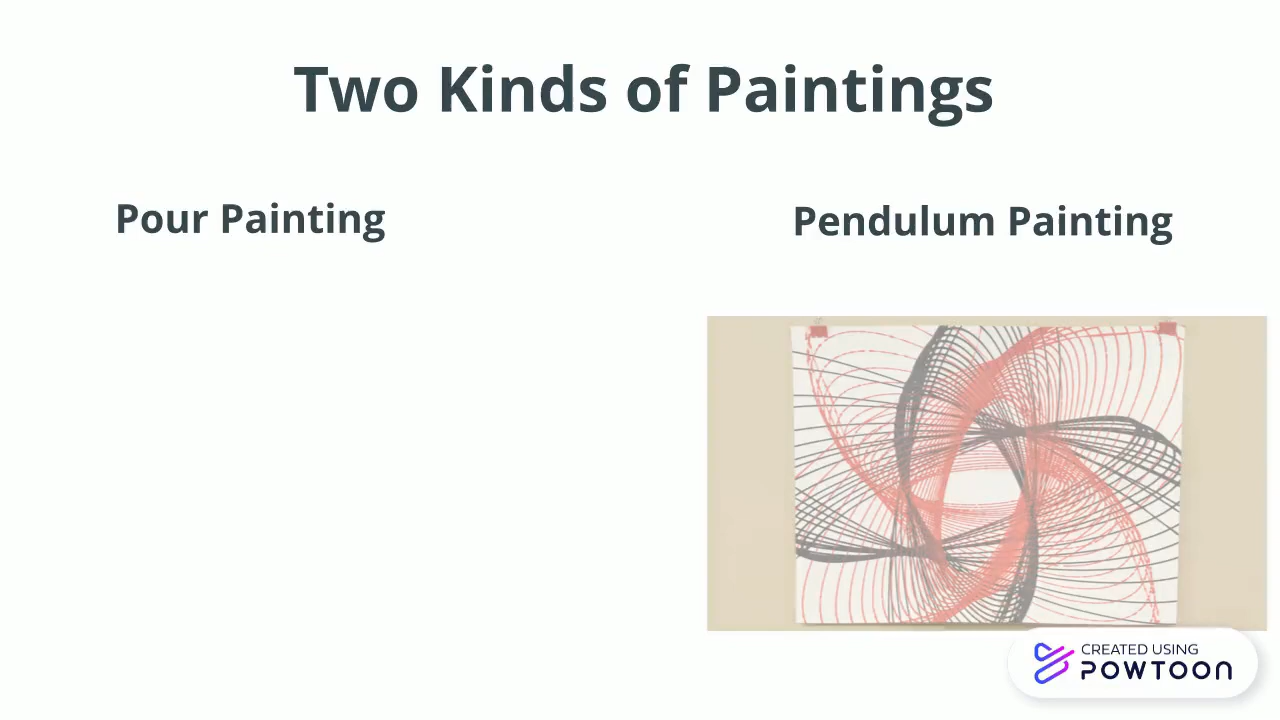 Two Kinds of Paintings
Pour Painting
Pendulum Painting
CREATED USING
POWTOON